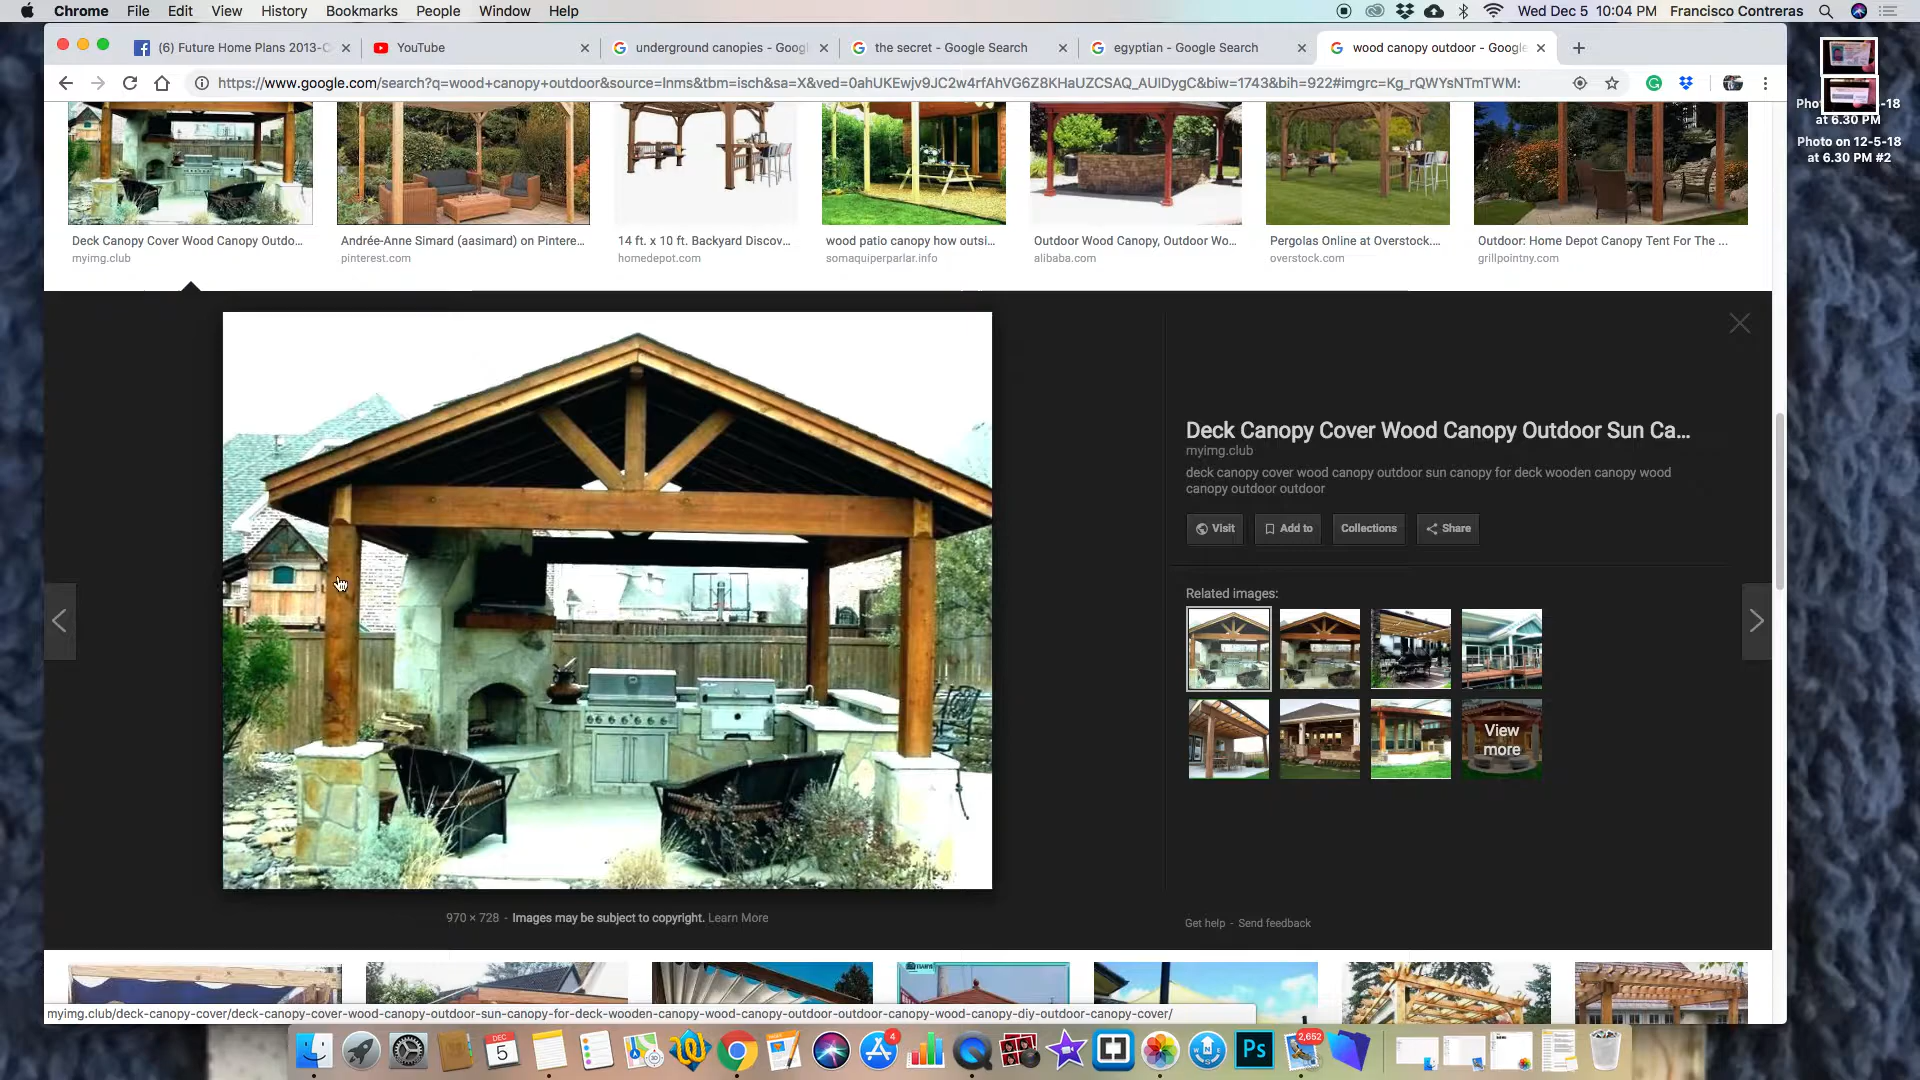 Chrome File Edit View History Bookmarks People Window Help
Wed Dec 5 10:04 PM Francisco Contreras
(6) Future Home Plans 2013-
YouTube
underground canopies - Goog
the secret - Google Search
egyptian - Google Search
wood canopy outdoor - Google
https://www.google.com/search?q=wood+canopy+outdoor&source=lnms&tbm=isch&sa=X&ved=0ahUKEwjv9JC2w4rfAhVG6Z8KHaUZCSAQ_AUIDygC&biw=1743&bih=922#imgrc=Kg_rQWYsNTmTWM:
at 6.30 PM
Photo on 12-5-18
at 6.30 PM #2
Deck Canopy Cover Wood Canopy Outdo...
myimg.club
Andrée-Anne Simard (aasimard) on Pintere...
pinterest.com
14 ft. x 10 ft. Backyard Discov...
homedepot.com
wood patio canopy how outsi...
somaquiperparlar.info
Outdoor Wood Canopy, Outdoor Wo...
alibaba.com
Pergolas Online at Overstock....
overstock.com
Outdoor: Home Depot Canopy Tent For The ...
grillpointny.com
Deck Canopy Cover Wood Canopy Outdoor Sun Ca...
myimg.club
deck canopy cover wood canopy outdoor sun canopy for deck wooden canopy wood
canopy outdoor outdoor
Visit
Add to
Collections
Share
Related images:
View
more
970 × 728 - Images may be subject to copyright. Learn More
Get help - Send feedback
myimg.club/deck-canopy-cover/deck-canopy-cover-wood-canopy-outdoor-sun-canopy-for-deck-wooden-canopy-wood-canopy-outdoor-outdoor-canopy-wood-canopy-diy-outdoor-canopy-cover/
DEC
5
4
Ps
2,652